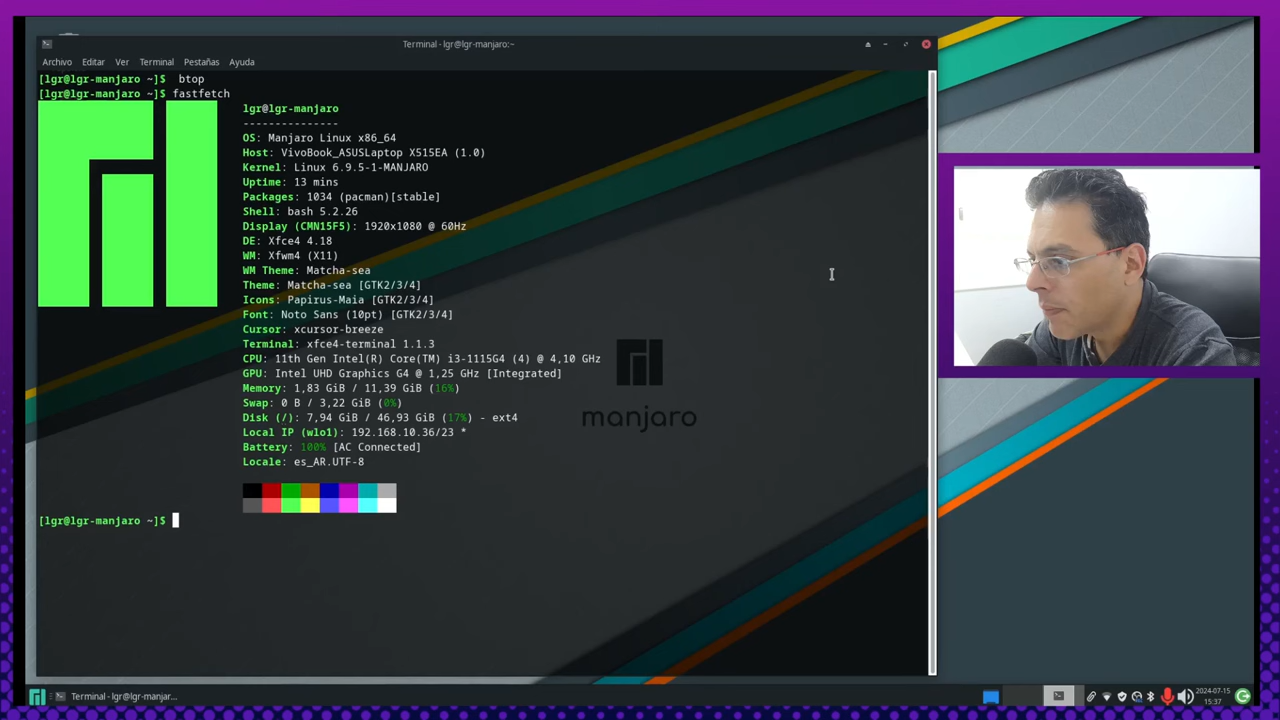 Terminal - lgr@lgr-manjaro:~
Archivo Editar Ver Terminal Pestañas Ayuda
[lgr@lgr-manjaro ~]$ btop
[lgr@lgr-manjaro ~]$ fastfetch
lgr@lgr-manjaro
---------------
OS: Manjaro Linux x86_64
Host: VivoBook_ASUSLaptop X515EA (1.0)
Kernel: Linux 6.9.5-1-MANJARO
Uptime: 13 mins
Packages: 1034 (pacman)[stable]
Shell: bash 5.2.26
Display (CMN15F5): 1920x1080 @ 60Hz
DE: Xfce4 4.18
WM: Xfwm4 (X11)
WM Theme: Matcha-sea
Theme: Matcha-sea [GTK2/3/4]
Icons: Papirus-Maia [GTK2/3/4]
Font: Noto Sans (10pt) [GTK2/3/4]
Cursor: xcursor-breeze
Terminal: xfce4-terminal 1.1.3
CPU: 11th Gen Intel(R) Core(TM) i3-1115G4 (4) @ 4,10 GHz
GPU: Intel UHD Graphics G4 @ 1,25 GHz [Integrated]
Memory: 1,83 GiB / 11,39 GiB (16%)
Swap: 0 B / 3,22 GiB (0%)
Disk (/): 7,94 GiB / 46,93 GiB (17%) - ext4
Local IP (wlo1): 192.168.10.36/23 *
Battery: 100% [AC Connected]
Locale: es_AR.UTF-8
manjaro
[lgr@lgr-manjaro ~]$
Terminal - lgr@lgr-manjar...
2024-07-15
15:37